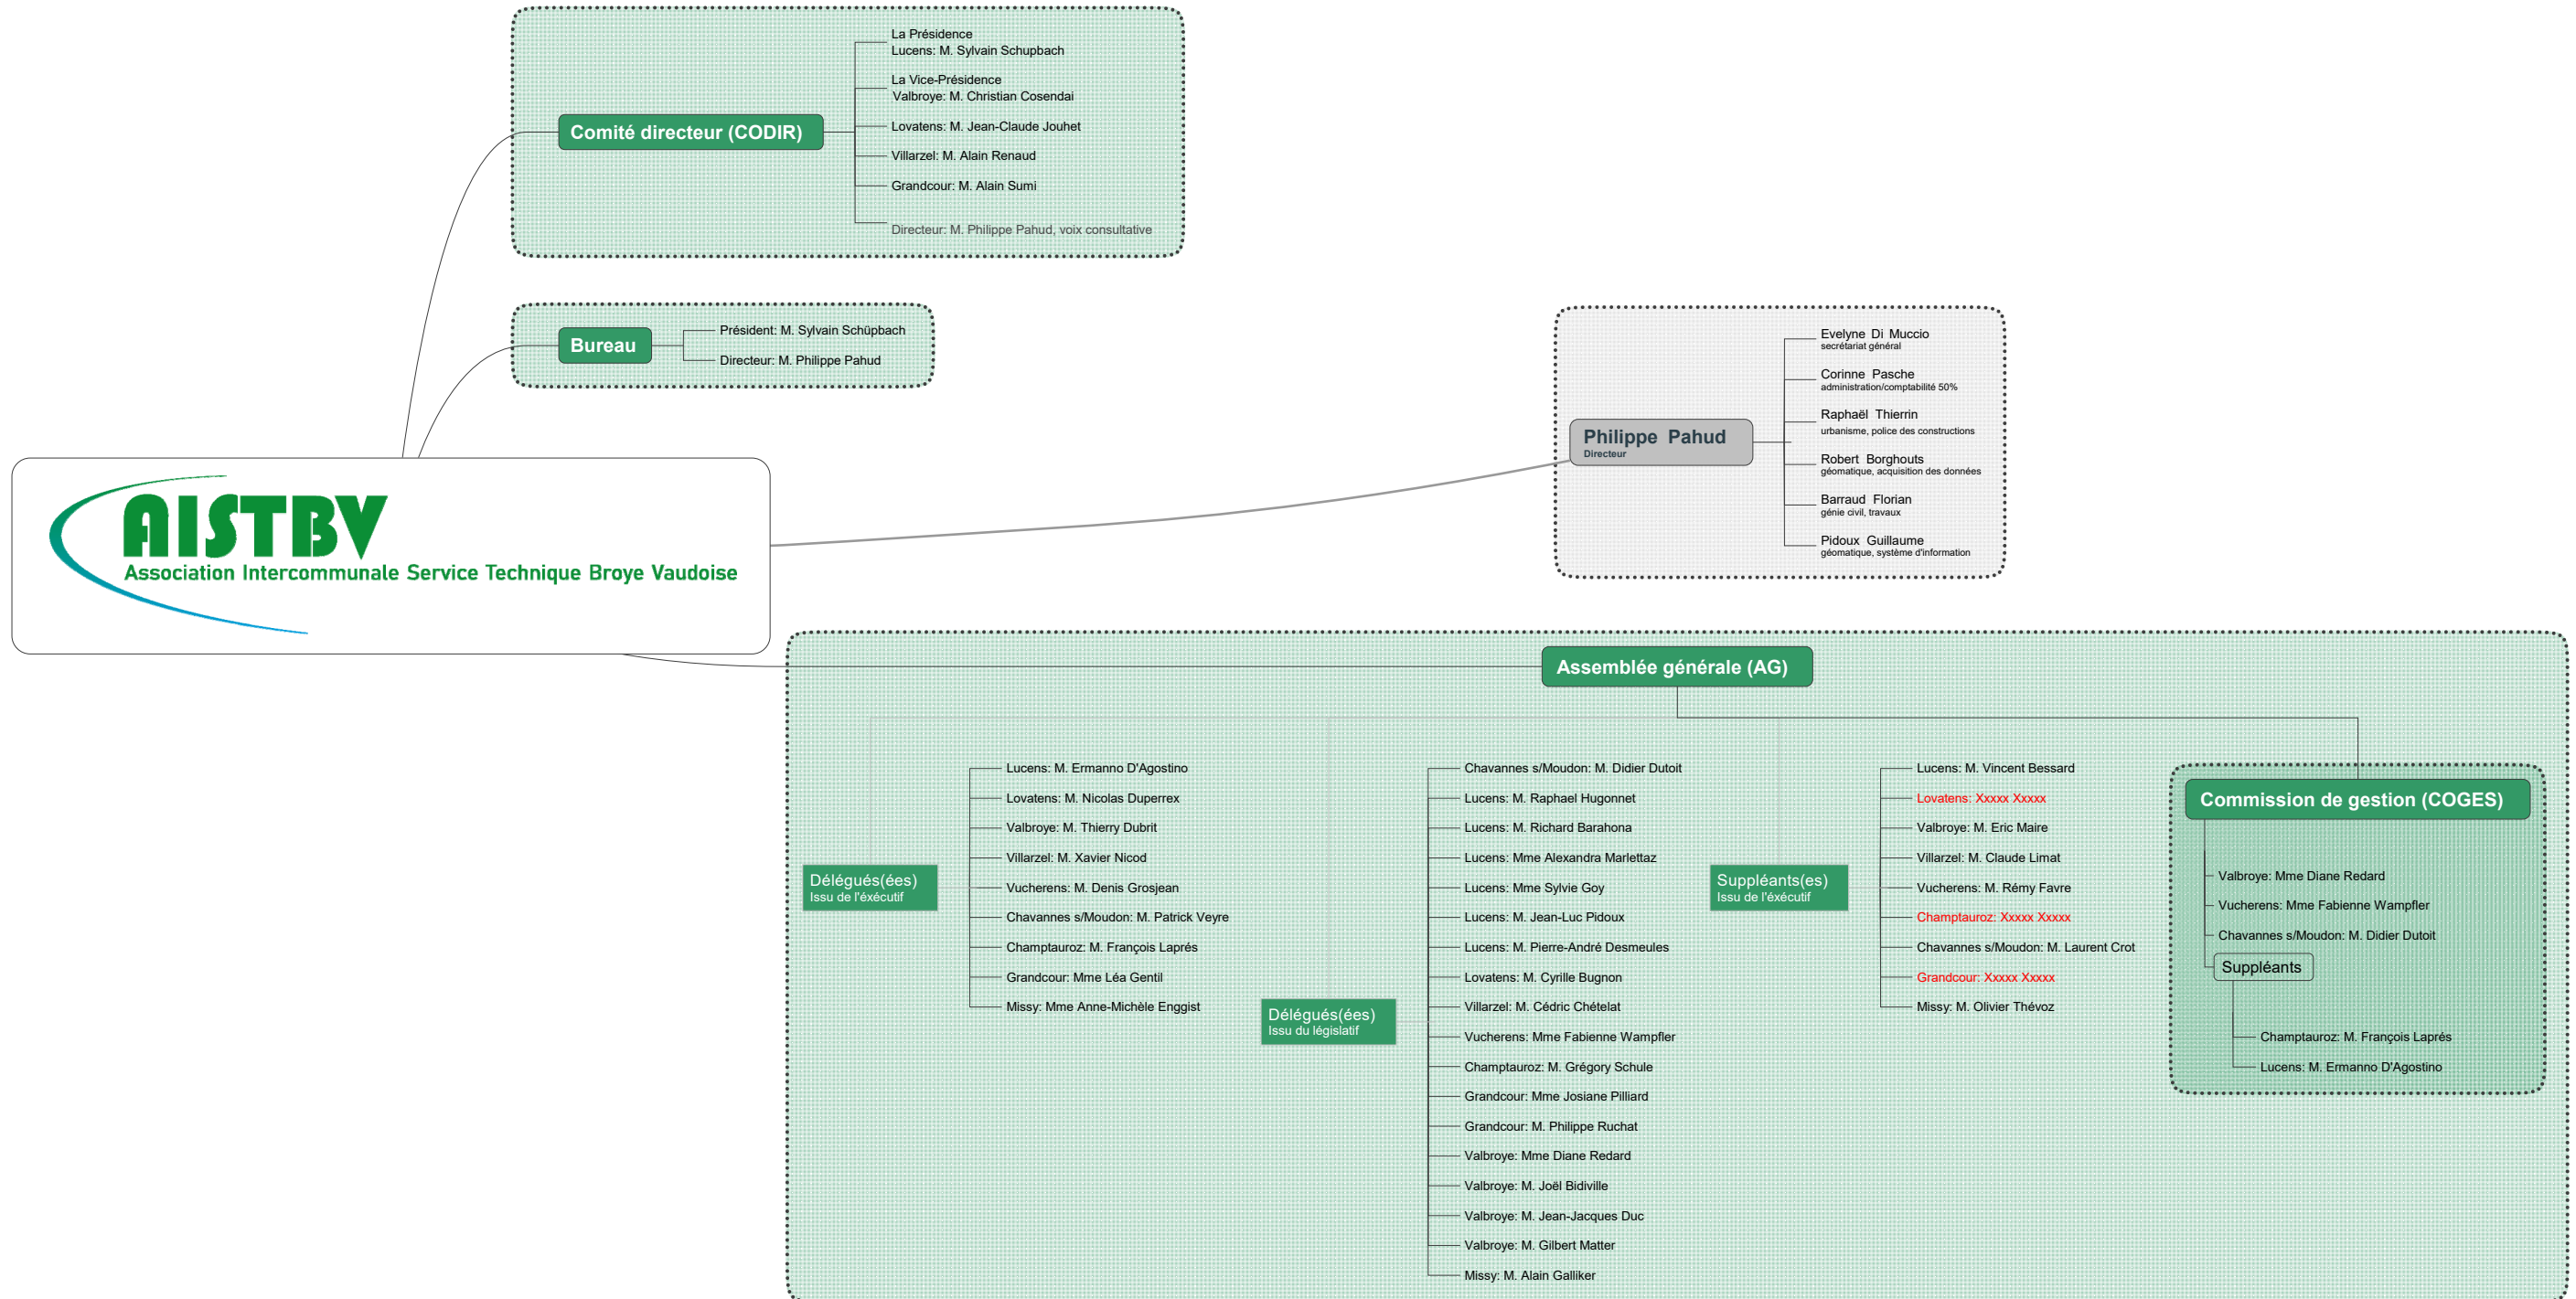 La Présidence
Lucens: M. Sylvain Schupbach
La Vice-Présidence
Valbroye: M. Christian Cosendai
Comité directeur (CODIR)
Lovatens: M. Jean-Claude Jouhet
Villarzel: M. Alain Renaud
Grandcour: M. Alain Sumi
Directeur: M. Philippe Pahud, voix consultative
Bureau
Président: M. Sylvain Schüpbach
Directeur: M. Philippe Pahud
Philippe Pahud
Directeur
Evelyne Di Muccio
secrétariat général
Corinne Pasche
administration/comptabilité 50%
Raphaël Thierrin
urbanisme, police des constructions
Robert Borghouts
géomatique, acquisition des données
Barraud Florian
génie civil, travaux
Pidoux Guillaume
géomatique, système d'information
AISTBV
Association Intercommunale Service Technique Broye Vaudoise
Assemblée générale (AG)
Délégués(ées)
Issu de l'éxécutif
Lucens: M. Ermanno D'Agostino
Lovatens: M. Nicolas Duperrex
Valbroye: M. Thierry Dubrit
Villarzel: M. Xavier Nicod
Vucherens: M. Denis Grosjean
Chavannes s/Moudon: M. Patrick Veyre
Champtauroz: M. François Laprés
Grandcour: Mme Léa Gentil
Missy: Mme Anne-Michèle Enggist
Délégués(ées)
Issu du législatif
Chavannes s/Moudon: M. Didier Dutoit
Lucens: M. Raphael Hugonnet
Lucens: M. Richard Barahona
Lucens: Mme Alexandra Marlettaz
Lucens: Mme Sylvie Goy
Lucens: M. Jean-Luc Pidoux
Lucens: M. Pierre-André Desmeules
Lovatens: M. Cyrille Bugnon
Villarzel: M. Cédric Chételat
Vucherens: Mme Fabienne Wampfler
Champtauroz: M. Grégory Schule
Grandcour: Mme Josiane Pilliard
Grandcour: M. Philippe Ruchat
Valbroye: Mme Diane Redard
Valbroye: M. Joël Bidiville
Valbroye: M. Jean-Jacques Duc
Valbroye: M. Gilbert Matter
Missy: M. Alain Galliker
Suppléants(es)
Issu de l'éxécutif
Lucens: M. Vincent Bessard
Lovatens: Xxxxx Xxxxx
Valbroye: M. Eric Maire
Villarzel: M. Claude Limat
Vucherens: M. Rémy Favre
Champtauroz: Xxxxx Xxxxx
Chavannes s/Moudon: M. Laurent Crot
Grandcour: Xxxxx Xxxxx
Missy: M. Olivier Thévoz
Commission de gestion (COGES)
Valbroye: Mme Diane Redard
Vucherens: Mme Fabienne Wampfler
Chavannes s/Moudon: M. Didier Dutoit
Suppléants
Champtauroz: M. François Laprés
Lucens: M. Ermanno D'Agostino